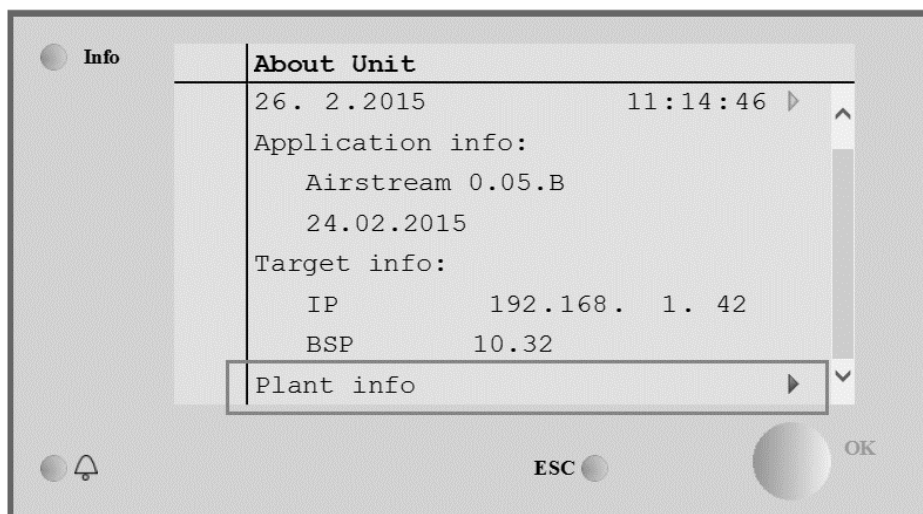 Info
About Unit
26. 2.2015 11:14:46
Application info:
Airstream 0.05.B
24.02.2015
Target info:
IP 192.168. 1. 42
BSP 10.32
Plant info
ESC
OK